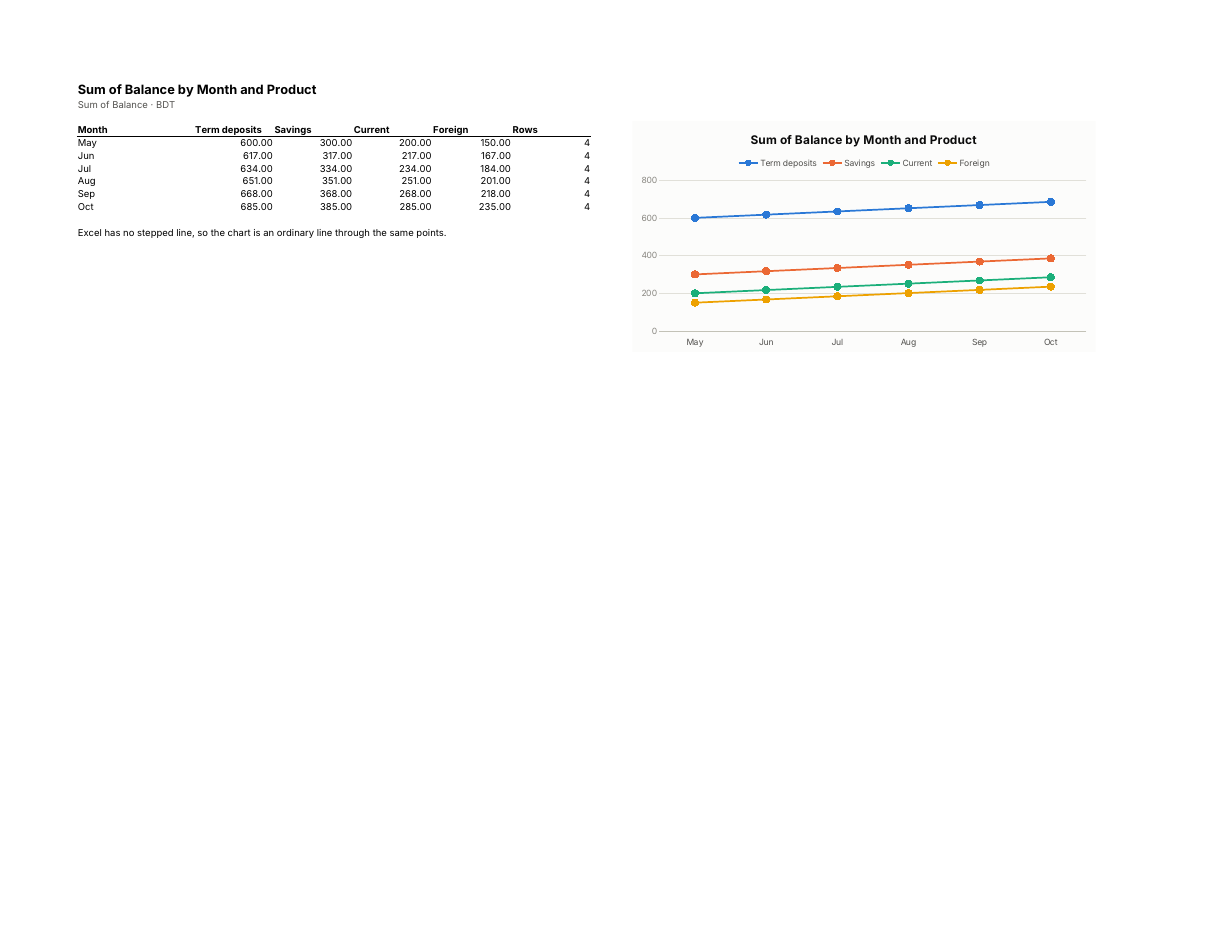 Sum of Balance by Month and Product
Sum of Balance · BDT
Month Term deposits Savings Current Foreign Rows
May 600.00 300.00 200.00 150.00 4
Jun 617.00 317.00 217.00 167.00 4
Jul 634.00 334.00 234.00 184.00 4
Aug 651.00 351.00 251.00 201.00 4
Sep 668.00 368.00 268.00 218.00 4
Oct 685.00 385.00 285.00 235.00 4
Excel has no stepped line, so the chart is an ordinary line through the same points.
Sum of Balance by Month and Product
Term deposits Savings Current Foreign
800
600
400
200
0
May Jun Jul Aug Sep Oct